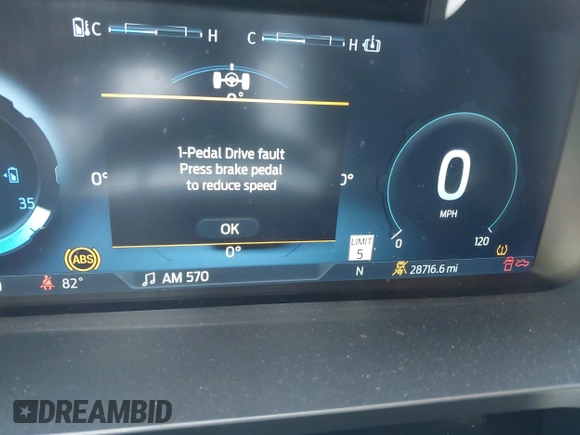 C H C H
0°
1-Pedal Drive fault
Press brake pedal
to reduce speed
0° 0°
OK
35
0
MPH
0 120
LIMIT
5
ABS
0°
82° AM 570 N 28716.6 mi
DREAMBID